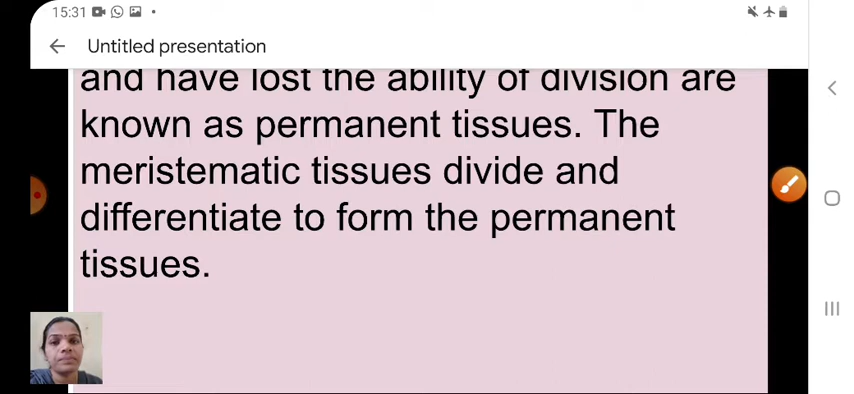 15:31
Untitled presentation
and have lost the ability of division are
known as permanent tissues. The
meristematic tissues divide and
differentiate to form the permanent
tissues.